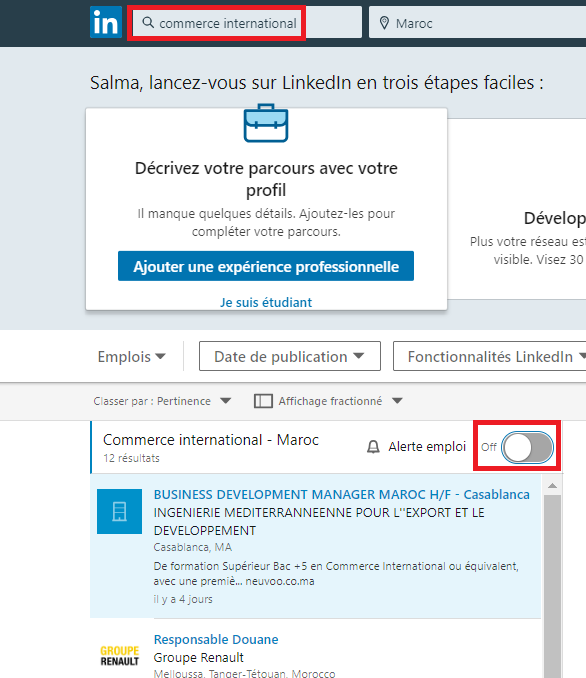 in commerce international Maroc
Salma, lancez-vous sur LinkedIn en trois étapes faciles :
Décrivez votre parcours avec votre
profil
Il manque quelques détails. Ajoutez-les pour
compléter votre parcours.
Ajouter une expérience professionnelle
Je suis étudiant
Dévelop
Plus votre réseau est
visible. Visez 30
Emplois Date de publication Fonctionnalités LinkedIn
Classer par : Pertinence Affichage fractionné
Commerce international - Maroc
12 résultats
Alerte emploi Off
BUSINESS DEVELOPMENT MANAGER MAROC H/F - Casablanca
INGENIERIE MEDITERRANNEENNE POUR L''EXPORT ET LE
DEVELOPPEMENT
Casablanca, MA
De formation Supérieur Bac +5 en Commerce International ou équivalent,
avec une premiè... neuvoo.co.ma
il y a 4 jours
GROUPE
RENAULT
Responsable Douane
Groupe Renault
Melloussa, Tanger-Tétouan, Morocco